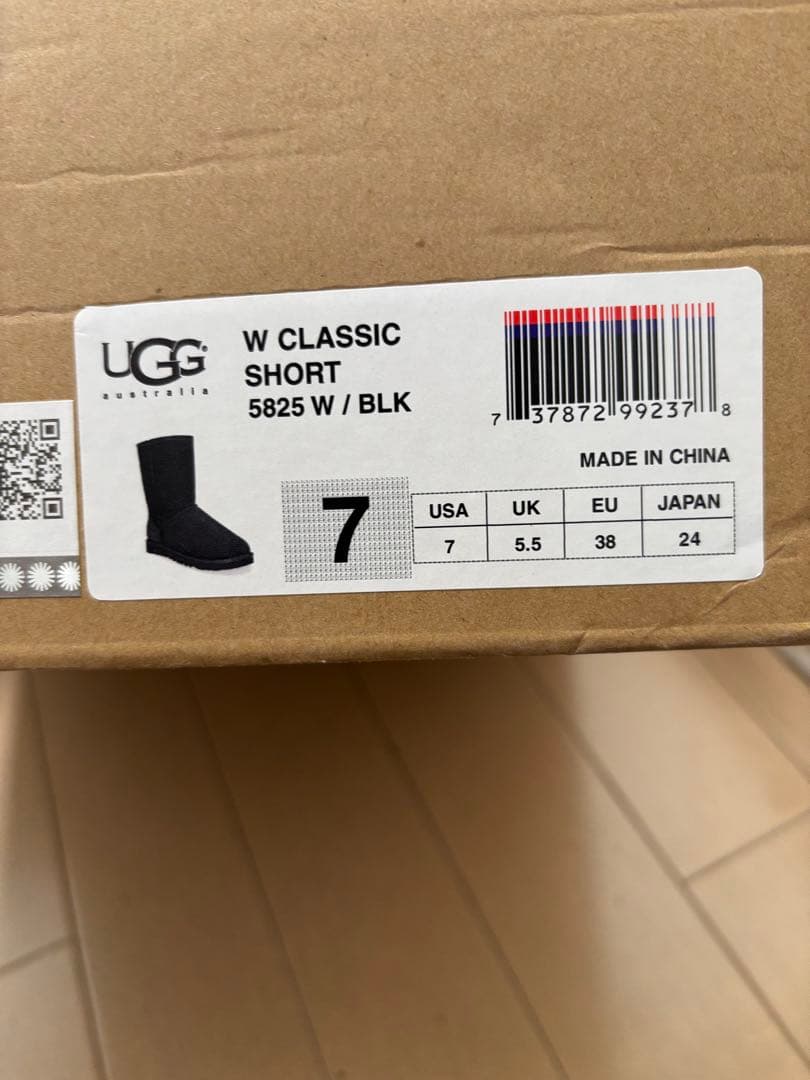 UGG®
australia
W CLASSIC
SHORT
5825 W / BLK
7 37872 99237 8
MADE IN CHINA
7
USA UK EU JAPAN
7 5.5 38 24